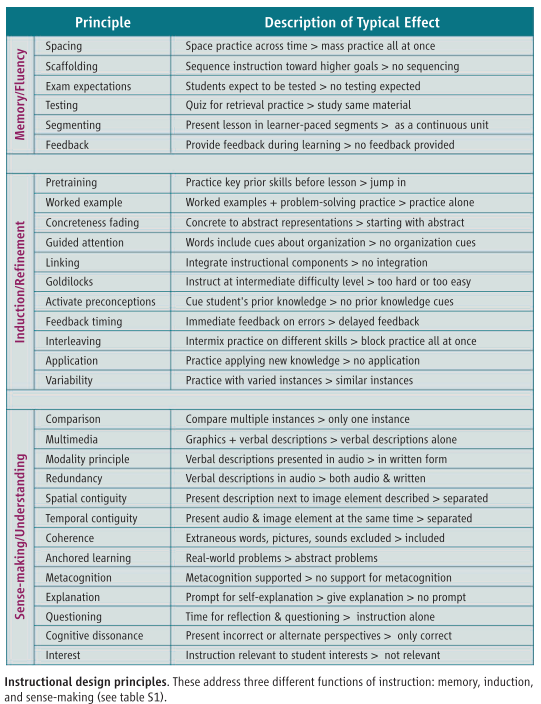 Principle Description of Typical Effect
Memory/Fluency
Spacing Space practice across time > mass practice all at once
Scaffolding Sequence instruction toward higher goals > no sequencing
Exam expectations Students expect to be tested > no testing expected
Testing Quiz for retrieval practice > study same material
Segmenting Present lesson in learner-paced segments > as a continuous unit
Feedback Provide feedback during learning > no feedback provided
Induction/Refinement
Pretraining Practice key prior skills before lesson > jump in
Worked example Worked examples + problem-solving practice > practice alone
Concreteness fading Concrete to abstract representations > starting with abstract
Guided attention Words include cues about organization > no organization cues
Linking Integrate instructional components > no integration
Goldilocks Instruct at intermediate difficulty level > too hard or too easy
Activate preconceptions Cue student's prior knowledge > no prior knowledge cues
Feedback timing Immediate feedback on errors > delayed feedback
Interleaving Intermix practice on different skills > block practice all at once
Application Practice applying new knowledge > no application
Variability Practice with varied instances > similar instances
Sense-making/Understanding
Comparison Compare multiple instances > only one instance
Multimedia Graphics + verbal descriptions > verbal descriptions alone
Modality principle Verbal descriptions presented in audio > in written form
Redundancy Verbal descriptions in audio > both audio & written
Spatial contiguity Present description next to image element described > separated
Temporal contiguity Present audio & image element at the same time > separated
Coherence Extraneous words, pictures, sounds excluded > included
Anchored learning Real-world problems > abstract problems
Metacognition Metacognition supported > no support for metacognition
Explanation Prompt for self-explanation > give explanation > no prompt
Questioning Time for reflection & questioning > instruction alone
Cognitive dissonance Present incorrect or alternate perspectives > only correct
Interest Instruction relevant to student interests > not relevant
Instructional design principles. These address three different functions of instruction: memory, induction,
and sense-making (see table S1).